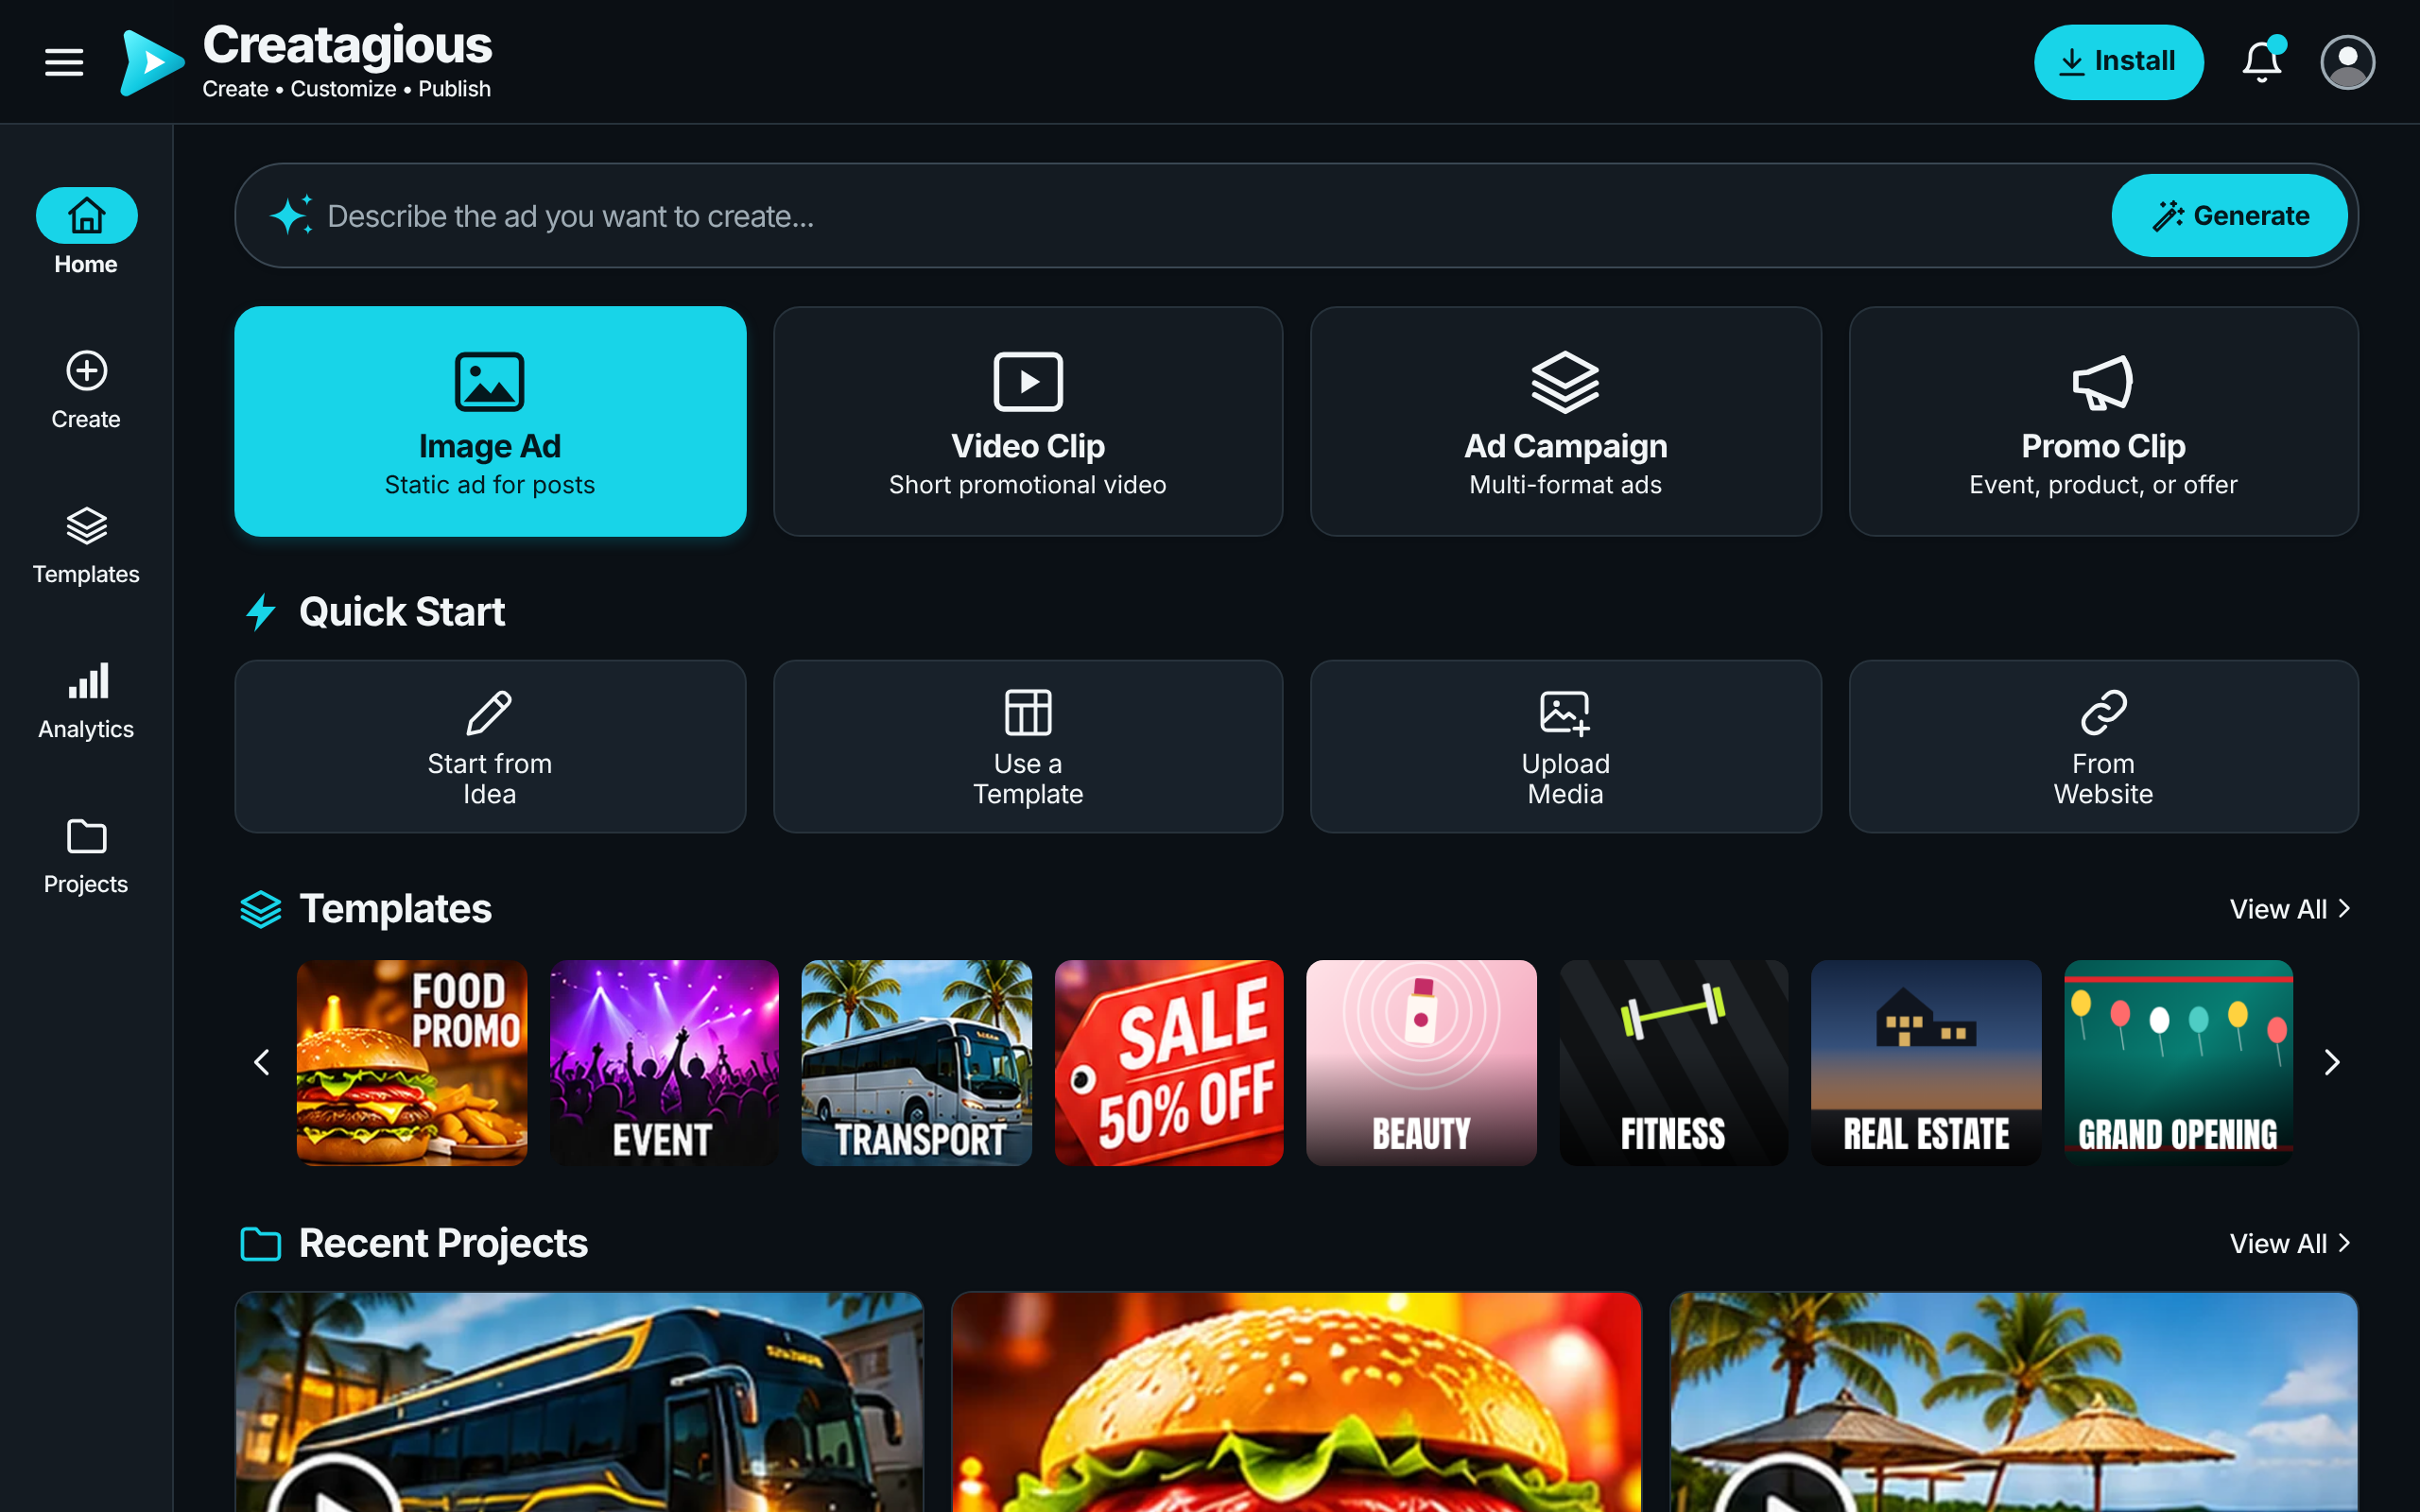 Creatagious
Create • Customize • Publish
Install
Home
Create
Templates
Analytics
Projects
Describe the ad you want to create...
Generate
Image Ad
Static ad for posts
Video Clip
Short promotional video
Ad Campaign
Multi-format ads
Promo Clip
Event, product, or offer
Quick Start
Start from
Idea
Use a
Template
Upload
Media
From
Website
Templates
View All
FOOD
PROMO
EVENT
TRANSPORT
SALE
50% OFF
BEAUTY
FITNESS
REAL ESTATE
GRAND OPENING
Recent Projects
View All